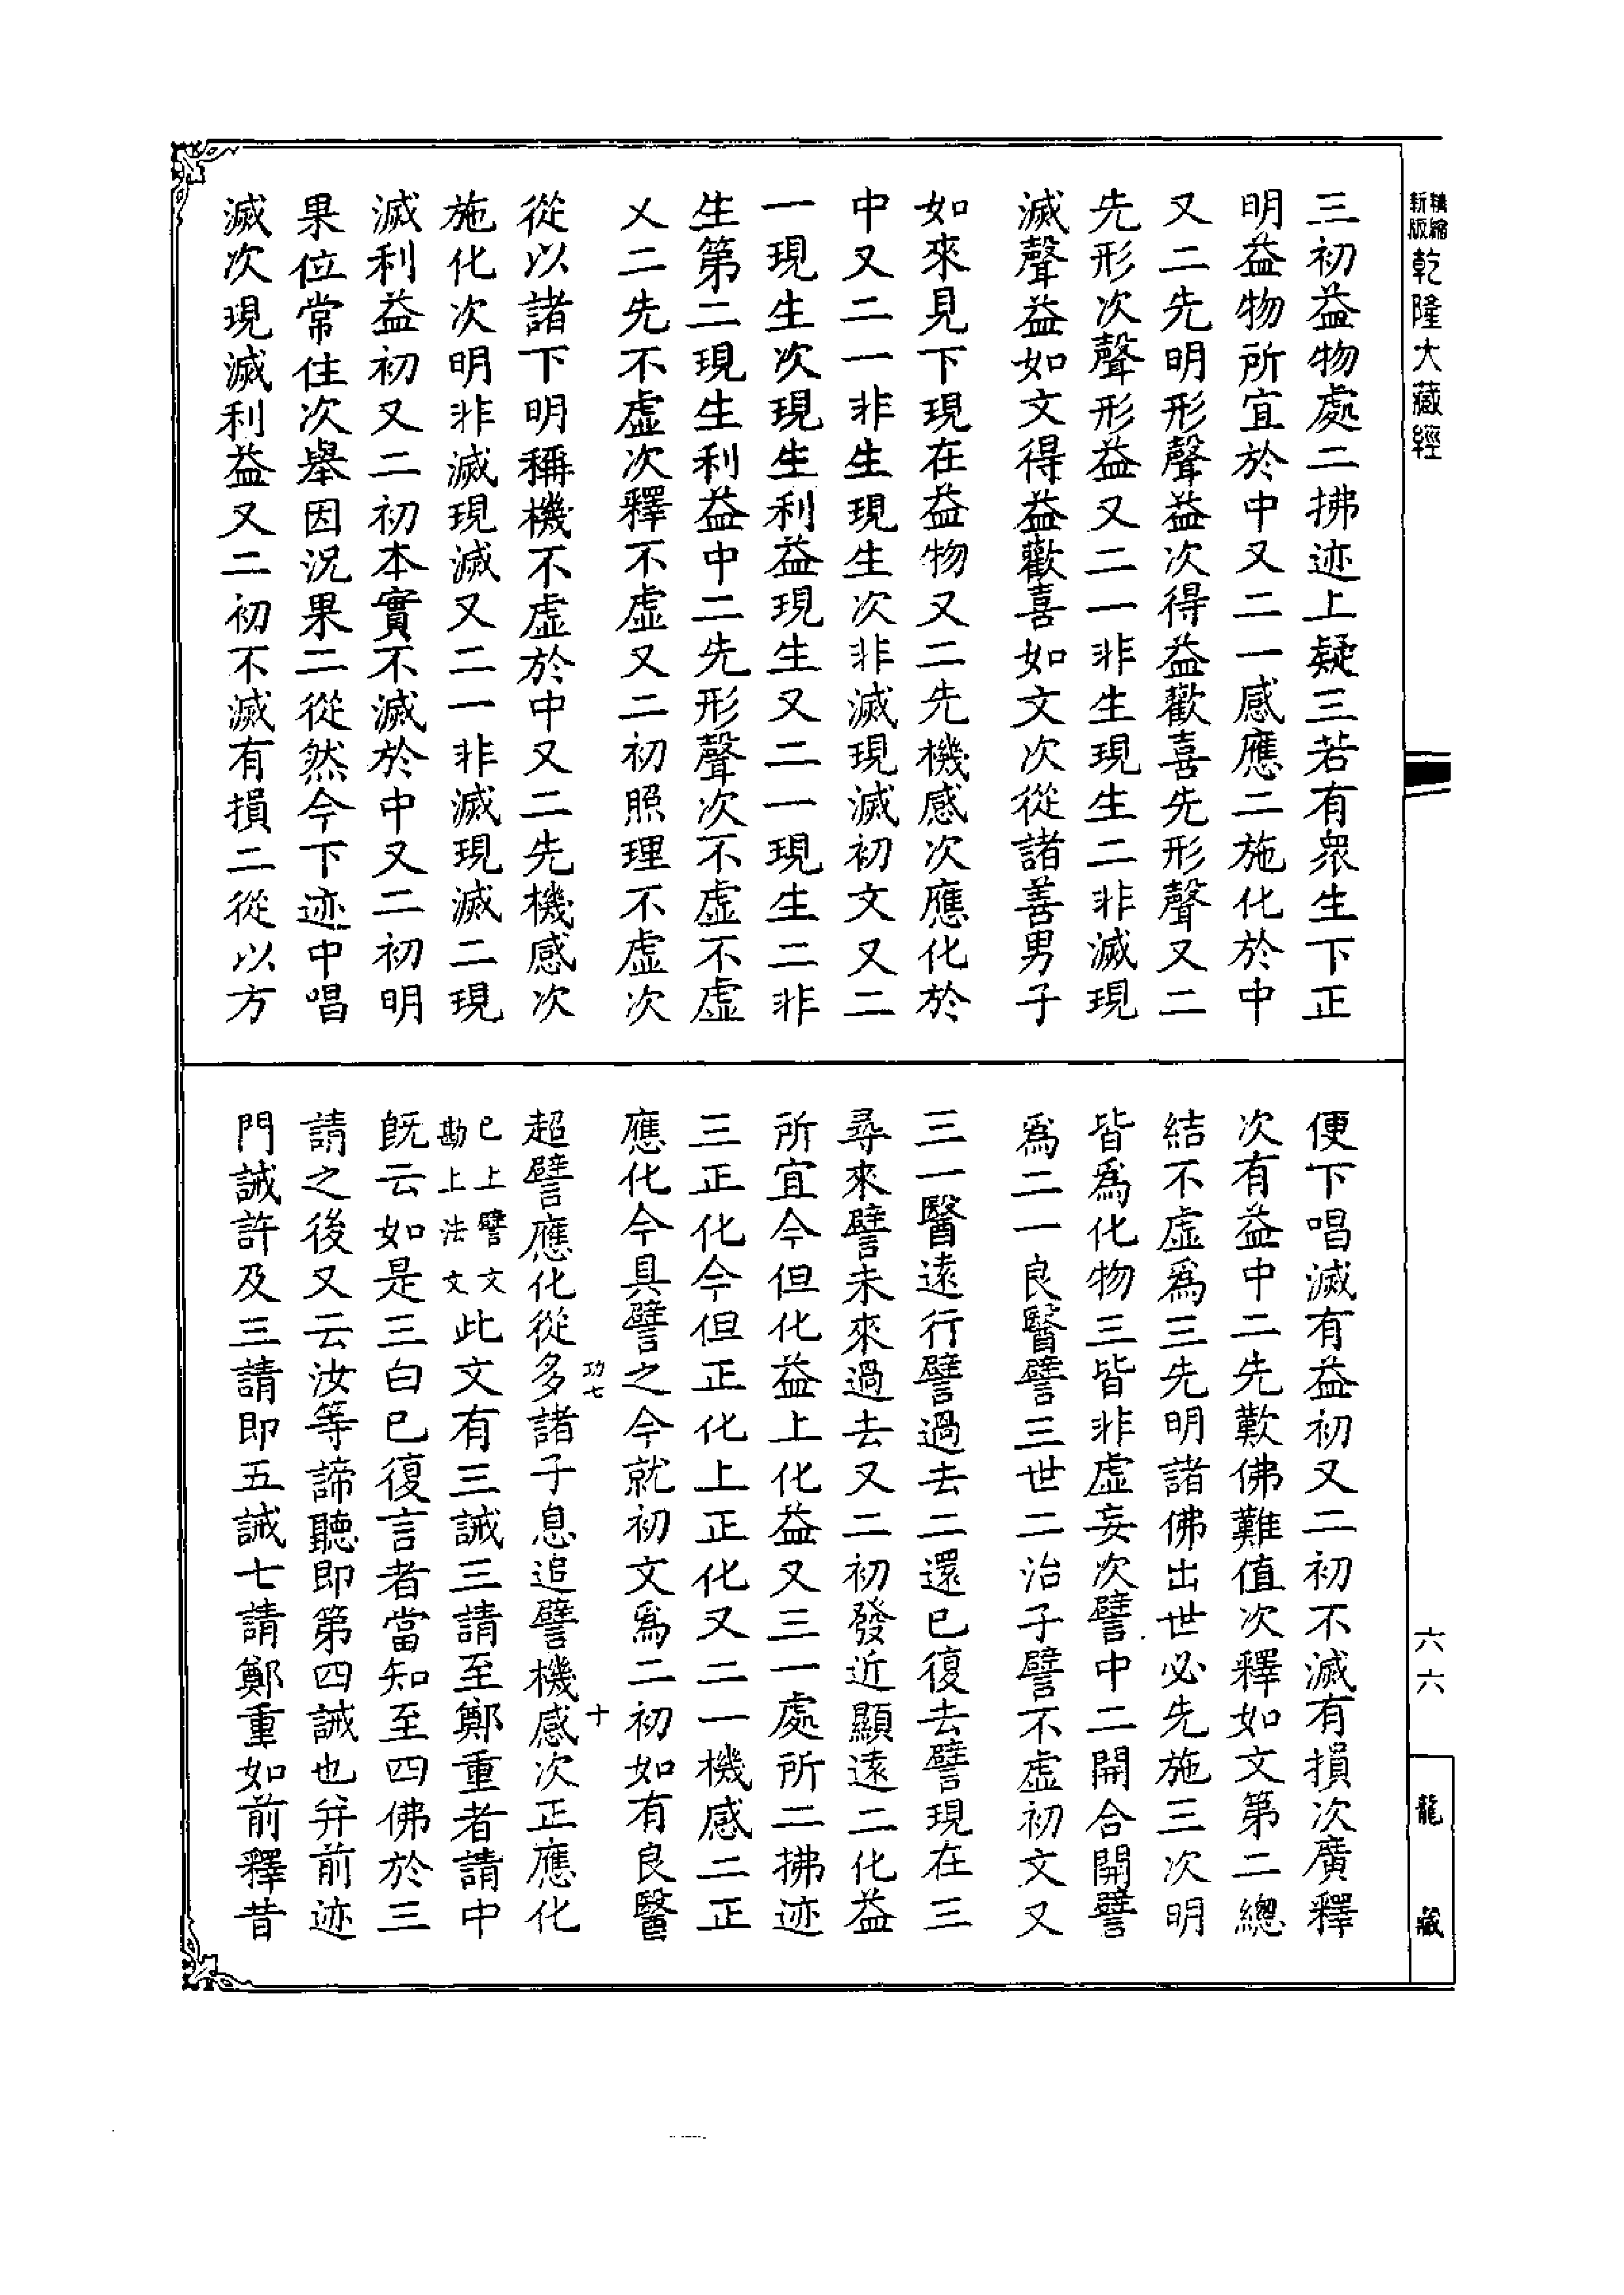 精縮新版乾隆大藏經
三初益物處二拂迹上疑三若有衆生下正
明益物所宜於中又二一感應二施化於中
又二先明形聲益次得益歡喜先形聲又二
先形次聲形益又二一非生現生二非滅現
滅聲益如文得益歡喜如文次從諸善男子
如來見下現在益物又二先機感次應化於
中又二一非生現生次非滅現滅初文又二
一現生次現生利益現生又二一現生二非
生第二現生利益中二先形聲次不虛不虛
又二先不虛次釋不虛又二初照理不虛次
從以諸下明稱機不虛於中又二先機感次
施化次明非滅現滅又二一非滅現滅二現
滅利益初又二初本實不滅於中又二初明
果位常住次舉因況果二從然今下迹中唱
滅次現滅利益又二初不滅有損二從以方
便下唱滅有益初又二初不滅有損次廣釋
次有益中二先歎佛難值次釋如文第二總
結不虛爲三先明諸佛出世必先施三次明
皆爲化物三皆非虛妄次譬中二開合開譬
爲二一良醫譬三世二治子譬不虛初文又
三一醫遠行譬過去二還已復去譬現在三
尋來譬未來過去又二初發近顯遠二化益
所宜今但化益上化益又三一處所二拂迹
三正化今但正化上正化又二一機感二正
應化今具譬之今就初文爲二初如有良醫
功七
十
超譬應化從多諸子息追譬機感次正應化
已上譬文勘上法文此文有三誡三請至鄭重者請中
既云如是三白已復言者當知至四佛於三
請之後又云汝等諦聽即第四誡也并前迹
門誡許及三請即五誡七請鄭重如前釋昔
六六
龍藏